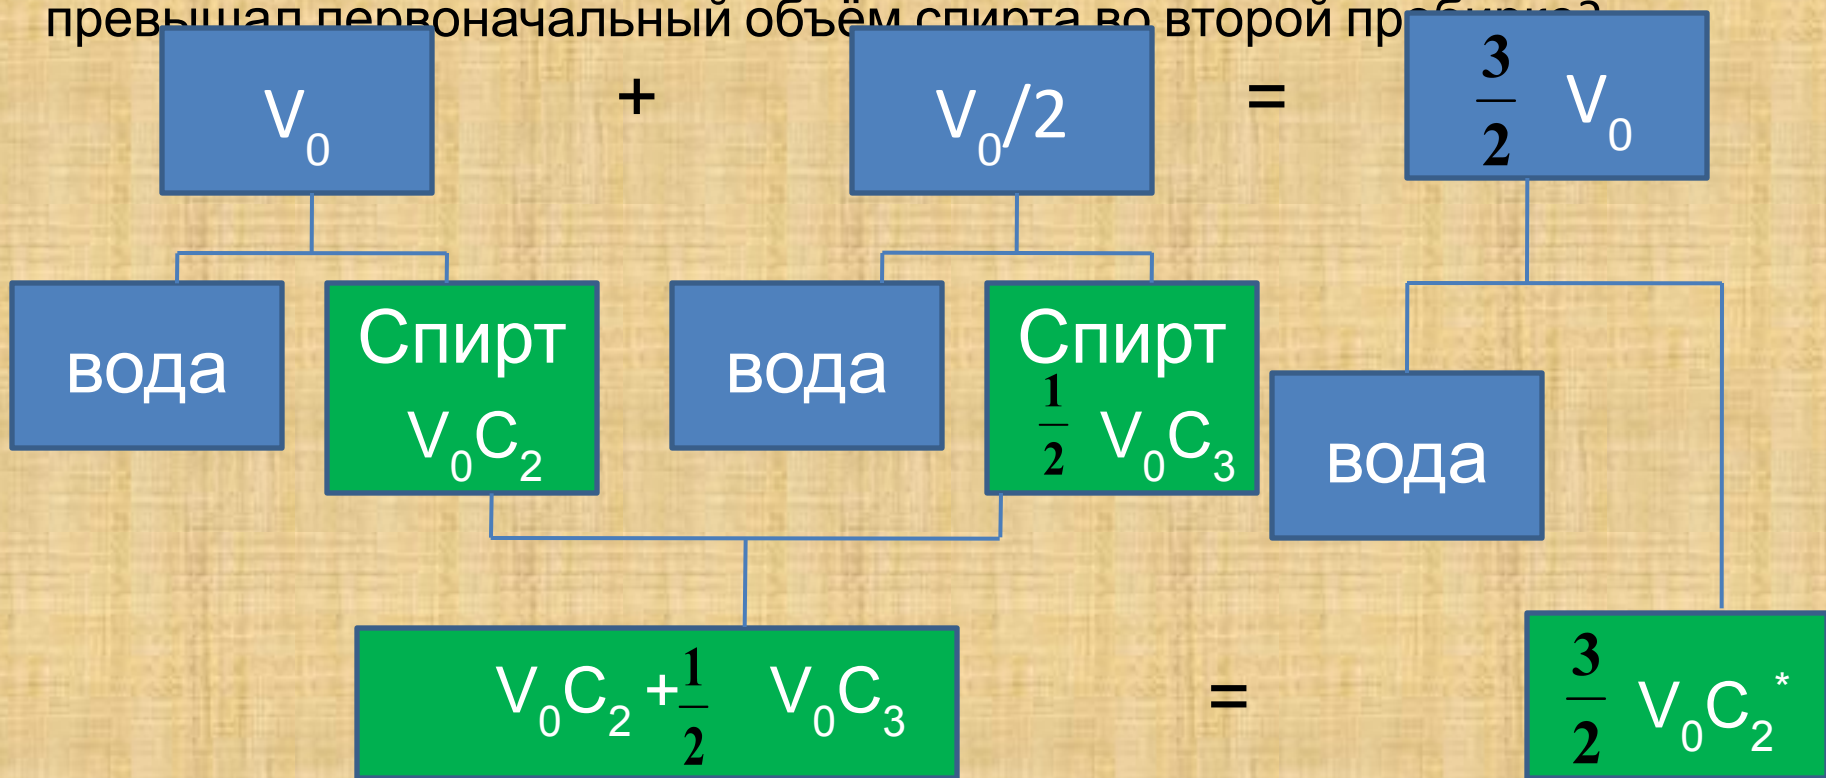 превышал первоначальный объём спирта во второй пробирке?
V₀ + V₀/2 = 3/2 V₀
вода
Спирт
V₀C₂
вода
Спирт
1/2 V₀C₃
вода
V₀C₂ + 1/2 V₀C₃ = 3/2 V₀C₂*